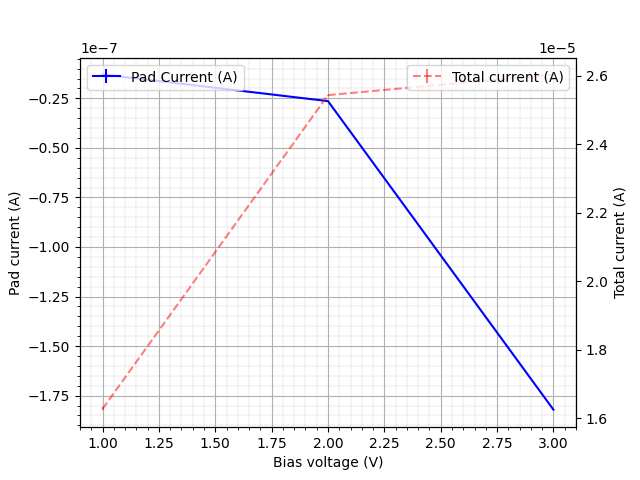 1e−7
1e−5
Pad Current (A)
Total current (A)
−0.25
−0.50
−0.75
−1.00
−1.25
−1.50
−1.75
Pad current (A)
2.6
2.4
2.2
2.0
1.8
1.6
Total current (A)
1.00 1.25 1.50 1.75 2.00 2.25 2.50 2.75 3.00
Bias voltage (V)